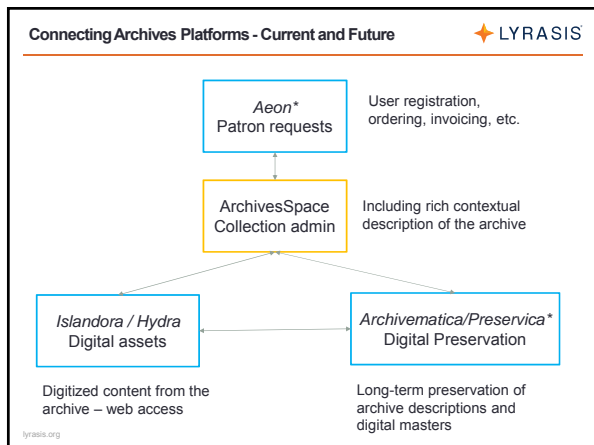 Connecting Archives Platforms - Current and Future
LYRASIS
Aeon*
Patron requests
User registration,
ordering, invoicing, etc.
ArchivesSpace
Collection admin
Including rich contextual
description of the archive
Islandora / Hydra
Digital assets
Archivematica/Preservica*
Digital Preservation
Digitized content from the
archive – web access
Long-term preservation of
archive descriptions and
digital masters
lyrasis.org